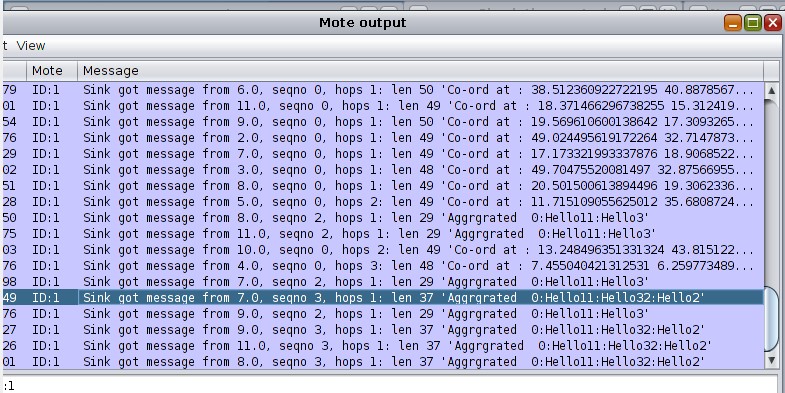 Mote output
t View
Mote Message
79 ID:1 Sink got message from 6.0, seqno 0, hops 1: len 50 'Co-ord at : 38.512360922722195 40.8878567...
01 ID:1 Sink got message from 11.0, seqno 0, hops 1: len 49 'Co-ord at : 18.371466296738255 15.312419...
54 ID:1 Sink got message from 9.0, seqno 0, hops 1: len 50 'Co-ord at : 19.569610600138642 17.3093265...
76 ID:1 Sink got message from 2.0, seqno 0, hops 1: len 49 'Co-ord at : 49.024495619172264 32.7147873...
29 ID:1 Sink got message from 7.0, seqno 0, hops 1: len 49 'Co-ord at : 17.173321993337876 18.9068522...
02 ID:1 Sink got message from 3.0, seqno 0, hops 1: len 48 'Co-ord at : 49.70475520081497 32.87566955...
51 ID:1 Sink got message from 8.0, seqno 0, hops 1: len 49 'Co-ord at : 20.501500613894496 19.3062336...
28 ID:1 Sink got message from 5.0, seqno 0, hops 2: len 49 'Co-ord at : 11.715109055625012 35.6808724...
50 ID:1 Sink got message from 8.0, seqno 2, hops 1: len 29 'Aggrgrated  0:Hello11:Hello3'
75 ID:1 Sink got message from 11.0, seqno 2, hops 1: len 29 'Aggrgrated  0:Hello11:Hello3'
03 ID:1 Sink got message from 10.0, seqno 0, hops 2: len 49 'Co-ord at : 13.248496351331324 43.815122...
76 ID:1 Sink got message from 4.0, seqno 0, hops 3: len 48 'Co-ord at : 7.455040421312531 6.259773489...
98 ID:1 Sink got message from 7.0, seqno 2, hops 1: len 29 'Aggrgrated  0:Hello11:Hello3'
49 ID:1 Sink got message from 7.0, seqno 3, hops 1: len 37 'Aggrgrated  0:Hello11:Hello32:Hello2'
76 ID:1 Sink got message from 9.0, seqno 2, hops 1: len 29 'Aggrgrated  0:Hello11:Hello3'
27 ID:1 Sink got message from 9.0, seqno 3, hops 1: len 37 'Aggrgrated  0:Hello11:Hello32:Hello2'
26 ID:1 Sink got message from 11.0, seqno 3, hops 1: len 37 'Aggrgrated  0:Hello11:Hello32:Hello2'
01 ID:1 Sink got message from 8.0, seqno 3, hops 1: len 37 'Aggrgrated  0:Hello11:Hello32:Hello2'
:1